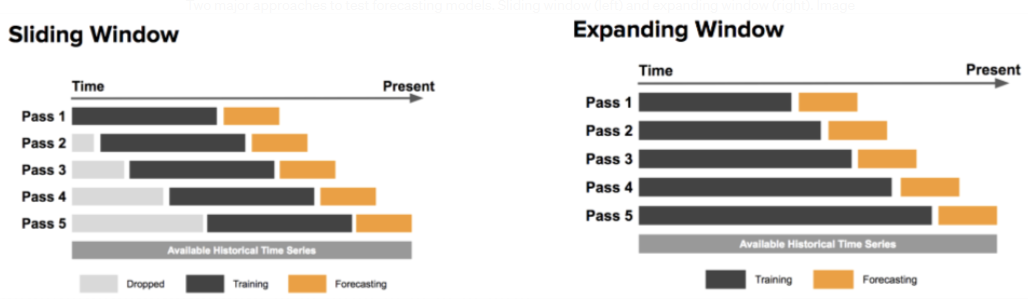 Two major approaches to test forecasting models. Sliding window (left) and expanding window (right). image
Sliding Window
Time
Present
Pass 1
Pass 2
Pass 3
Pass 4
Pass 5
Available Historical Time Series
Dropped
Training
Forecasting
Expanding Window
Time
Present
Pass 1
Pass 2
Pass 3
Pass 4
Pass 5
Available Historical Time Series
Training
Forecasting